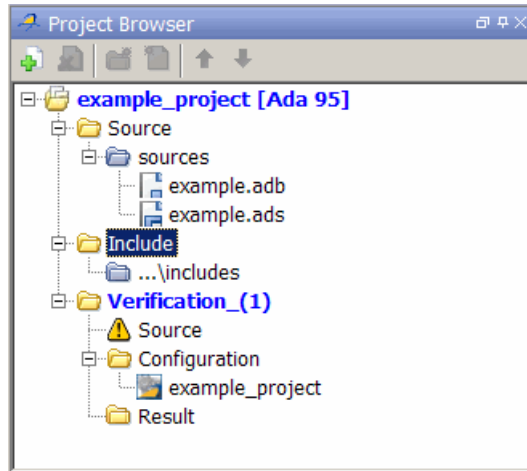 Project Browser
example_project [Ada 95]
Source
sources
example.adb
example.ads
Include
...\includes
Verification_(1)
Source
Configuration
example_project
Result